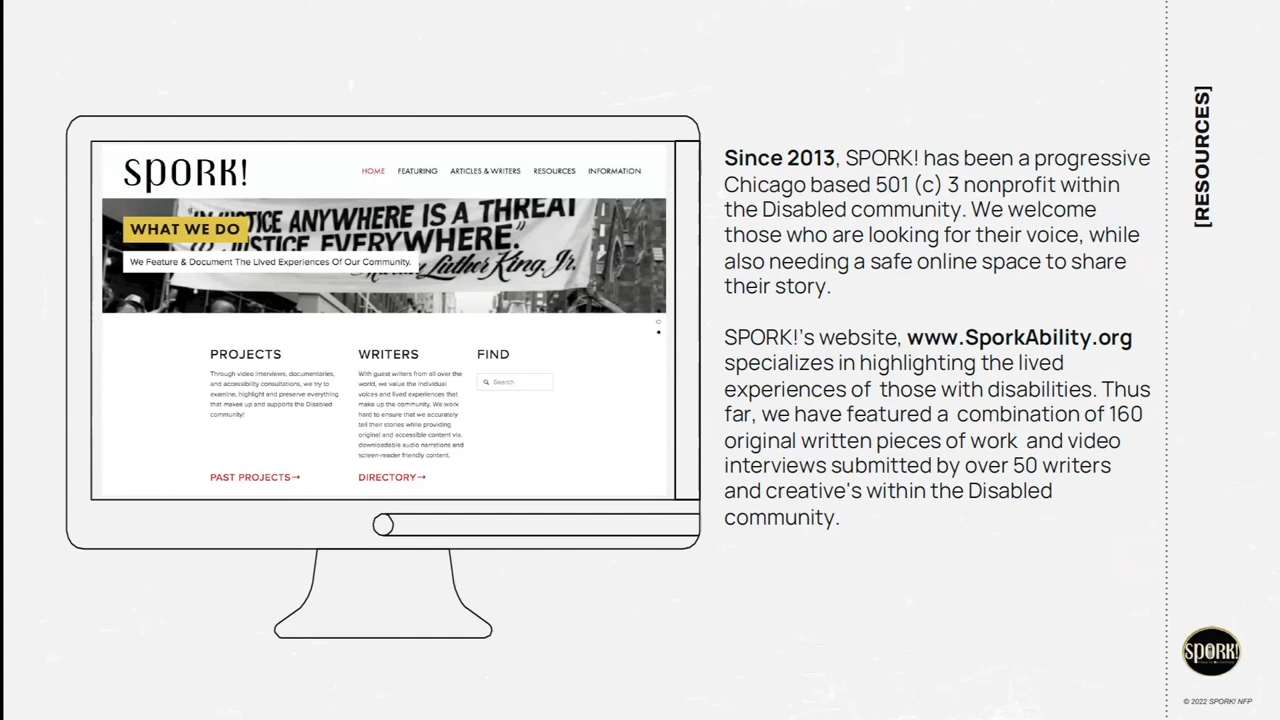 SPORK!
HOME FEATURING ARTICLES & WRITERS RESOURCES INFORMATION
"INJUSTICE ANYWHERE IS A THREAT
TO JUSTICE EVERYWHERE."
Martin Luther King, Jr.
WHAT WE DO
We Feature & Document The Lived Experiences Of Our Community.
PROJECTS
Through video interviews, documentaries,
and accessibility consultations, we try to
examine, highlight and preserve everything
that makes up and supports the Disabled
community!
PAST PROJECTS→
WRITERS
With guest writers from all over the
world, we value the individual
voices and lived experiences that
make up the community. We work
hard to ensure that we accurately
tell their stories while providing
original and accessible content via
downloadable audio narrations and
screen-reader friendly content.
DIRECTORY→
FIND
Search
Since 2013, SPORK! has been a progressive
Chicago based 501 (c) 3 nonprofit within
the Disabled community. We welcome
those who are looking for their voice, while
also needing a safe online space to share
their story.
SPORK!'s website, www.SporkAbility.org
specializes in highlighting the lived
experiences of those with disabilities. Thus
far, we have featured a combination of 160
original written pieces of work and video
interviews submitted by over 50 writers
and creative's within the Disabled
community.
[RESOURCES]
SPORK!
© 2022 SPORK! NFP